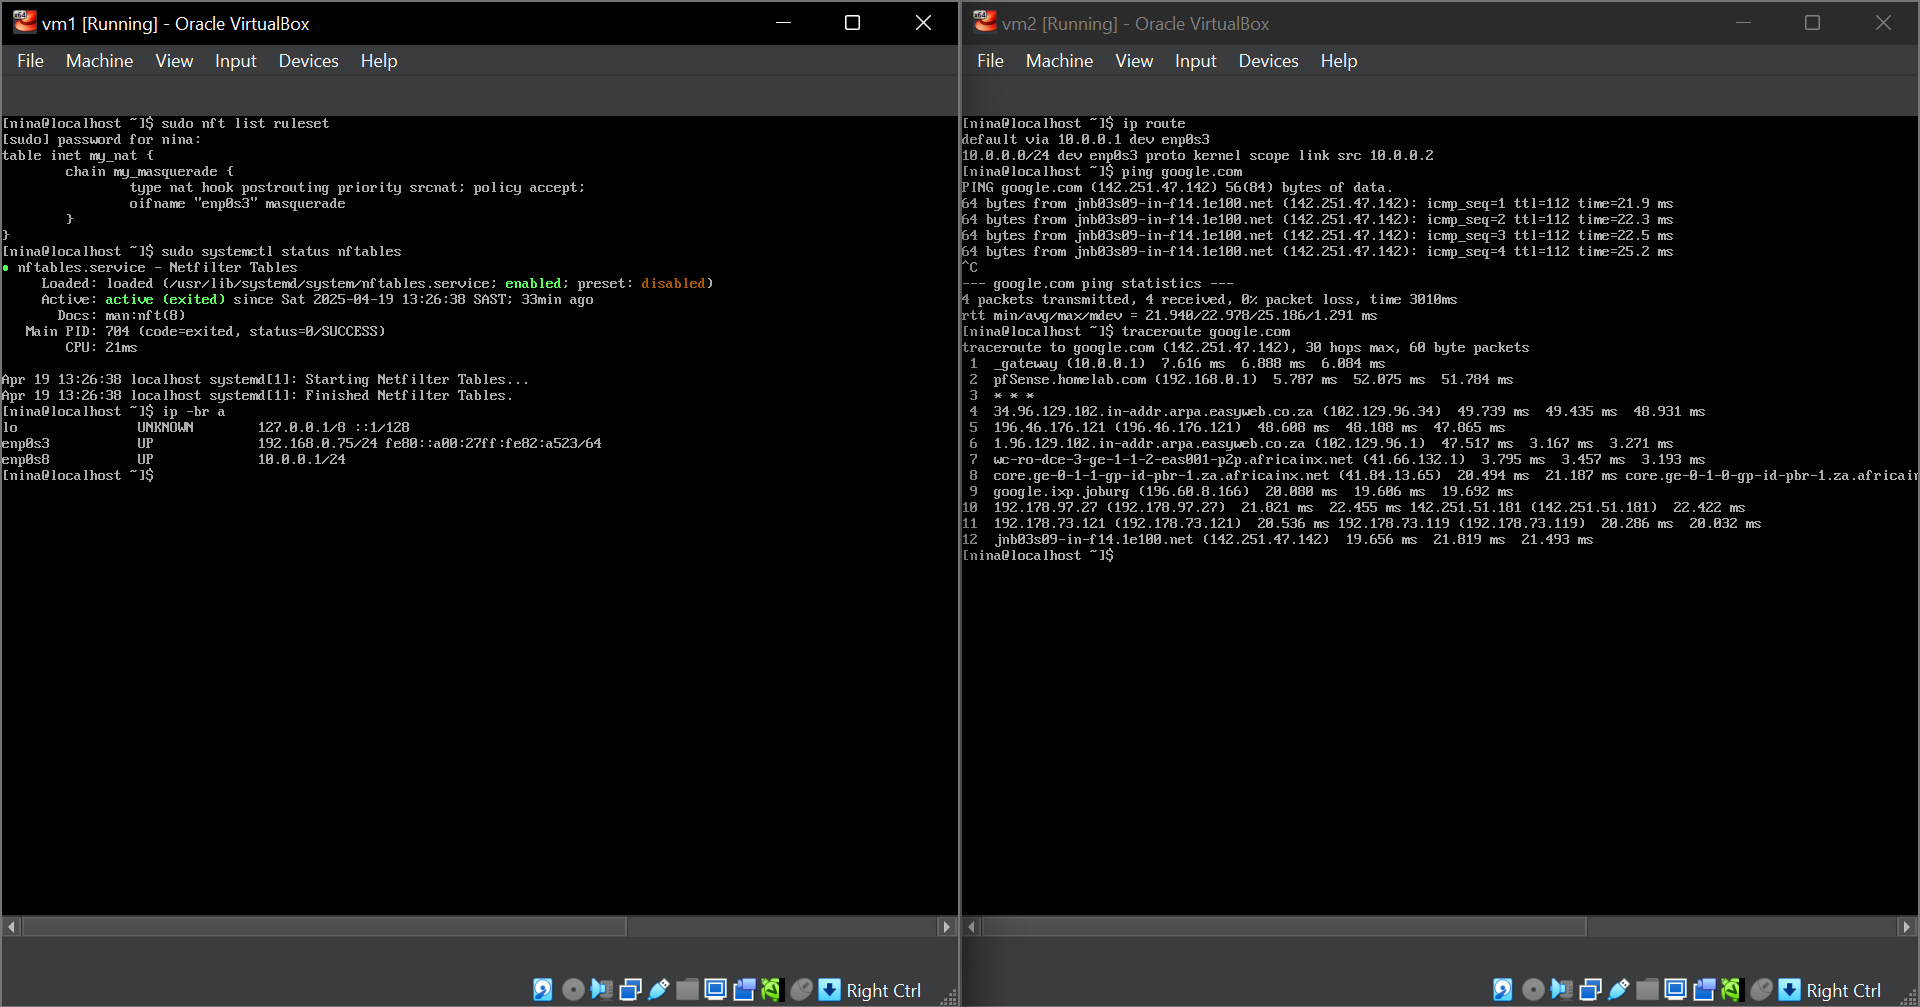 vm1 [Running] - Oracle VirtualBox
File Machine View Input Devices Help
[nina@localhost ~]$ sudo nft list ruleset
[sudo] password for nina:
table inet my_nat {
        chain my_masquerade {
                type nat hook postrouting priority srcnat; policy accept;
                oifname "enp0s3" masquerade
        }
}
[nina@localhost ~]$ sudo systemctl status nftables
● nftables.service - Netfilter Tables
     Loaded: loaded (/usr/lib/systemd/system/nftables.service; enabled; preset: disabled)
     Active: active (exited) since Sat 2025-04-19 13:26:38 SAST; 33min ago
       Docs: man:nft(8)
   Main PID: 704 (code=exited, status=0/SUCCESS)
        CPU: 21ms
Apr 19 13:26:38 localhost systemd[1]: Starting Netfilter Tables...
Apr 19 13:26:38 localhost systemd[1]: Finished Netfilter Tables.
[nina@localhost ~]$ ip -br a
lo               UNKNOWN        127.0.0.1/8 ::1/128
enp0s3           UP             192.168.0.75/24 fe80::a00:27ff:fe82:a523/64
enp0s8           UP             10.0.0.1/24
[nina@localhost ~]$
Right Ctrl
vm2 [Running] - Oracle VirtualBox
File Machine View Input Devices Help
[nina@localhost ~]$ ip route
default via 10.0.0.1 dev enp0s3
10.0.0.0/24 dev enp0s3 proto kernel scope link src 10.0.0.2
[nina@localhost ~]$ ping google.com
PING google.com (142.251.47.142) 56(84) bytes of data.
64 bytes from jnb03s09-in-f14.1e100.net (142.251.47.142): icmp_seq=1 ttl=112 time=21.9 ms
64 bytes from jnb03s09-in-f14.1e100.net (142.251.47.142): icmp_seq=2 ttl=112 time=22.3 ms
64 bytes from jnb03s09-in-f14.1e100.net (142.251.47.142): icmp_seq=3 ttl=112 time=22.5 ms
64 bytes from jnb03s09-in-f14.1e100.net (142.251.47.142): icmp_seq=4 ttl=112 time=25.2 ms
^C
--- google.com ping statistics ---
4 packets transmitted, 4 received, 0% packet loss, time 3010ms
rtt min/avg/max/mdev = 21.940/22.978/25.186/1.291 ms
[nina@localhost ~]$ traceroute google.com
traceroute to google.com (142.251.47.142), 30 hops max, 60 byte packets
 1  _gateway (10.0.0.1)  7.616 ms  6.888 ms  6.084 ms
 2  pfSense.homelab.com (192.168.0.1)  5.787 ms  52.075 ms  51.784 ms
 3  * * *
 4  34.96.129.102.in-addr.arpa.easyweb.co.za (102.129.96.34)  49.739 ms  49.435 ms  48.931 ms
 5  196.46.176.121 (196.46.176.121)  48.608 ms  48.188 ms  47.865 ms
 6  1.96.129.102.in-addr.arpa.easyweb.co.za (102.129.96.1)  47.517 ms  3.167 ms  3.271 ms
 7  wc-ro-dce-3-ge-1-1-2-eas001-p2p.africainx.net (41.66.132.1)  3.795 ms  3.457 ms  3.193 ms
 8  core.ge-0-1-1-gp-id-pbr-1.za.africainx.net (41.84.13.65)  20.494 ms  21.187 ms core.ge-0-1-0-gp-id-pbr-1.za.africain
 9  google.ixp.joburg (196.60.8.166)  20.080 ms  19.606 ms  19.692 ms
10  192.178.97.27 (192.178.97.27)  21.821 ms  22.455 ms 142.251.51.181 (142.251.51.181)  22.422 ms
11  192.178.73.121 (192.178.73.121)  20.536 ms 192.178.73.119 (192.178.73.119)  20.286 ms  20.032 ms
12  jnb03s09-in-f14.1e100.net (142.251.47.142)  19.656 ms  21.819 ms  21.493 ms
[nina@localhost ~]$
Right Ctrl